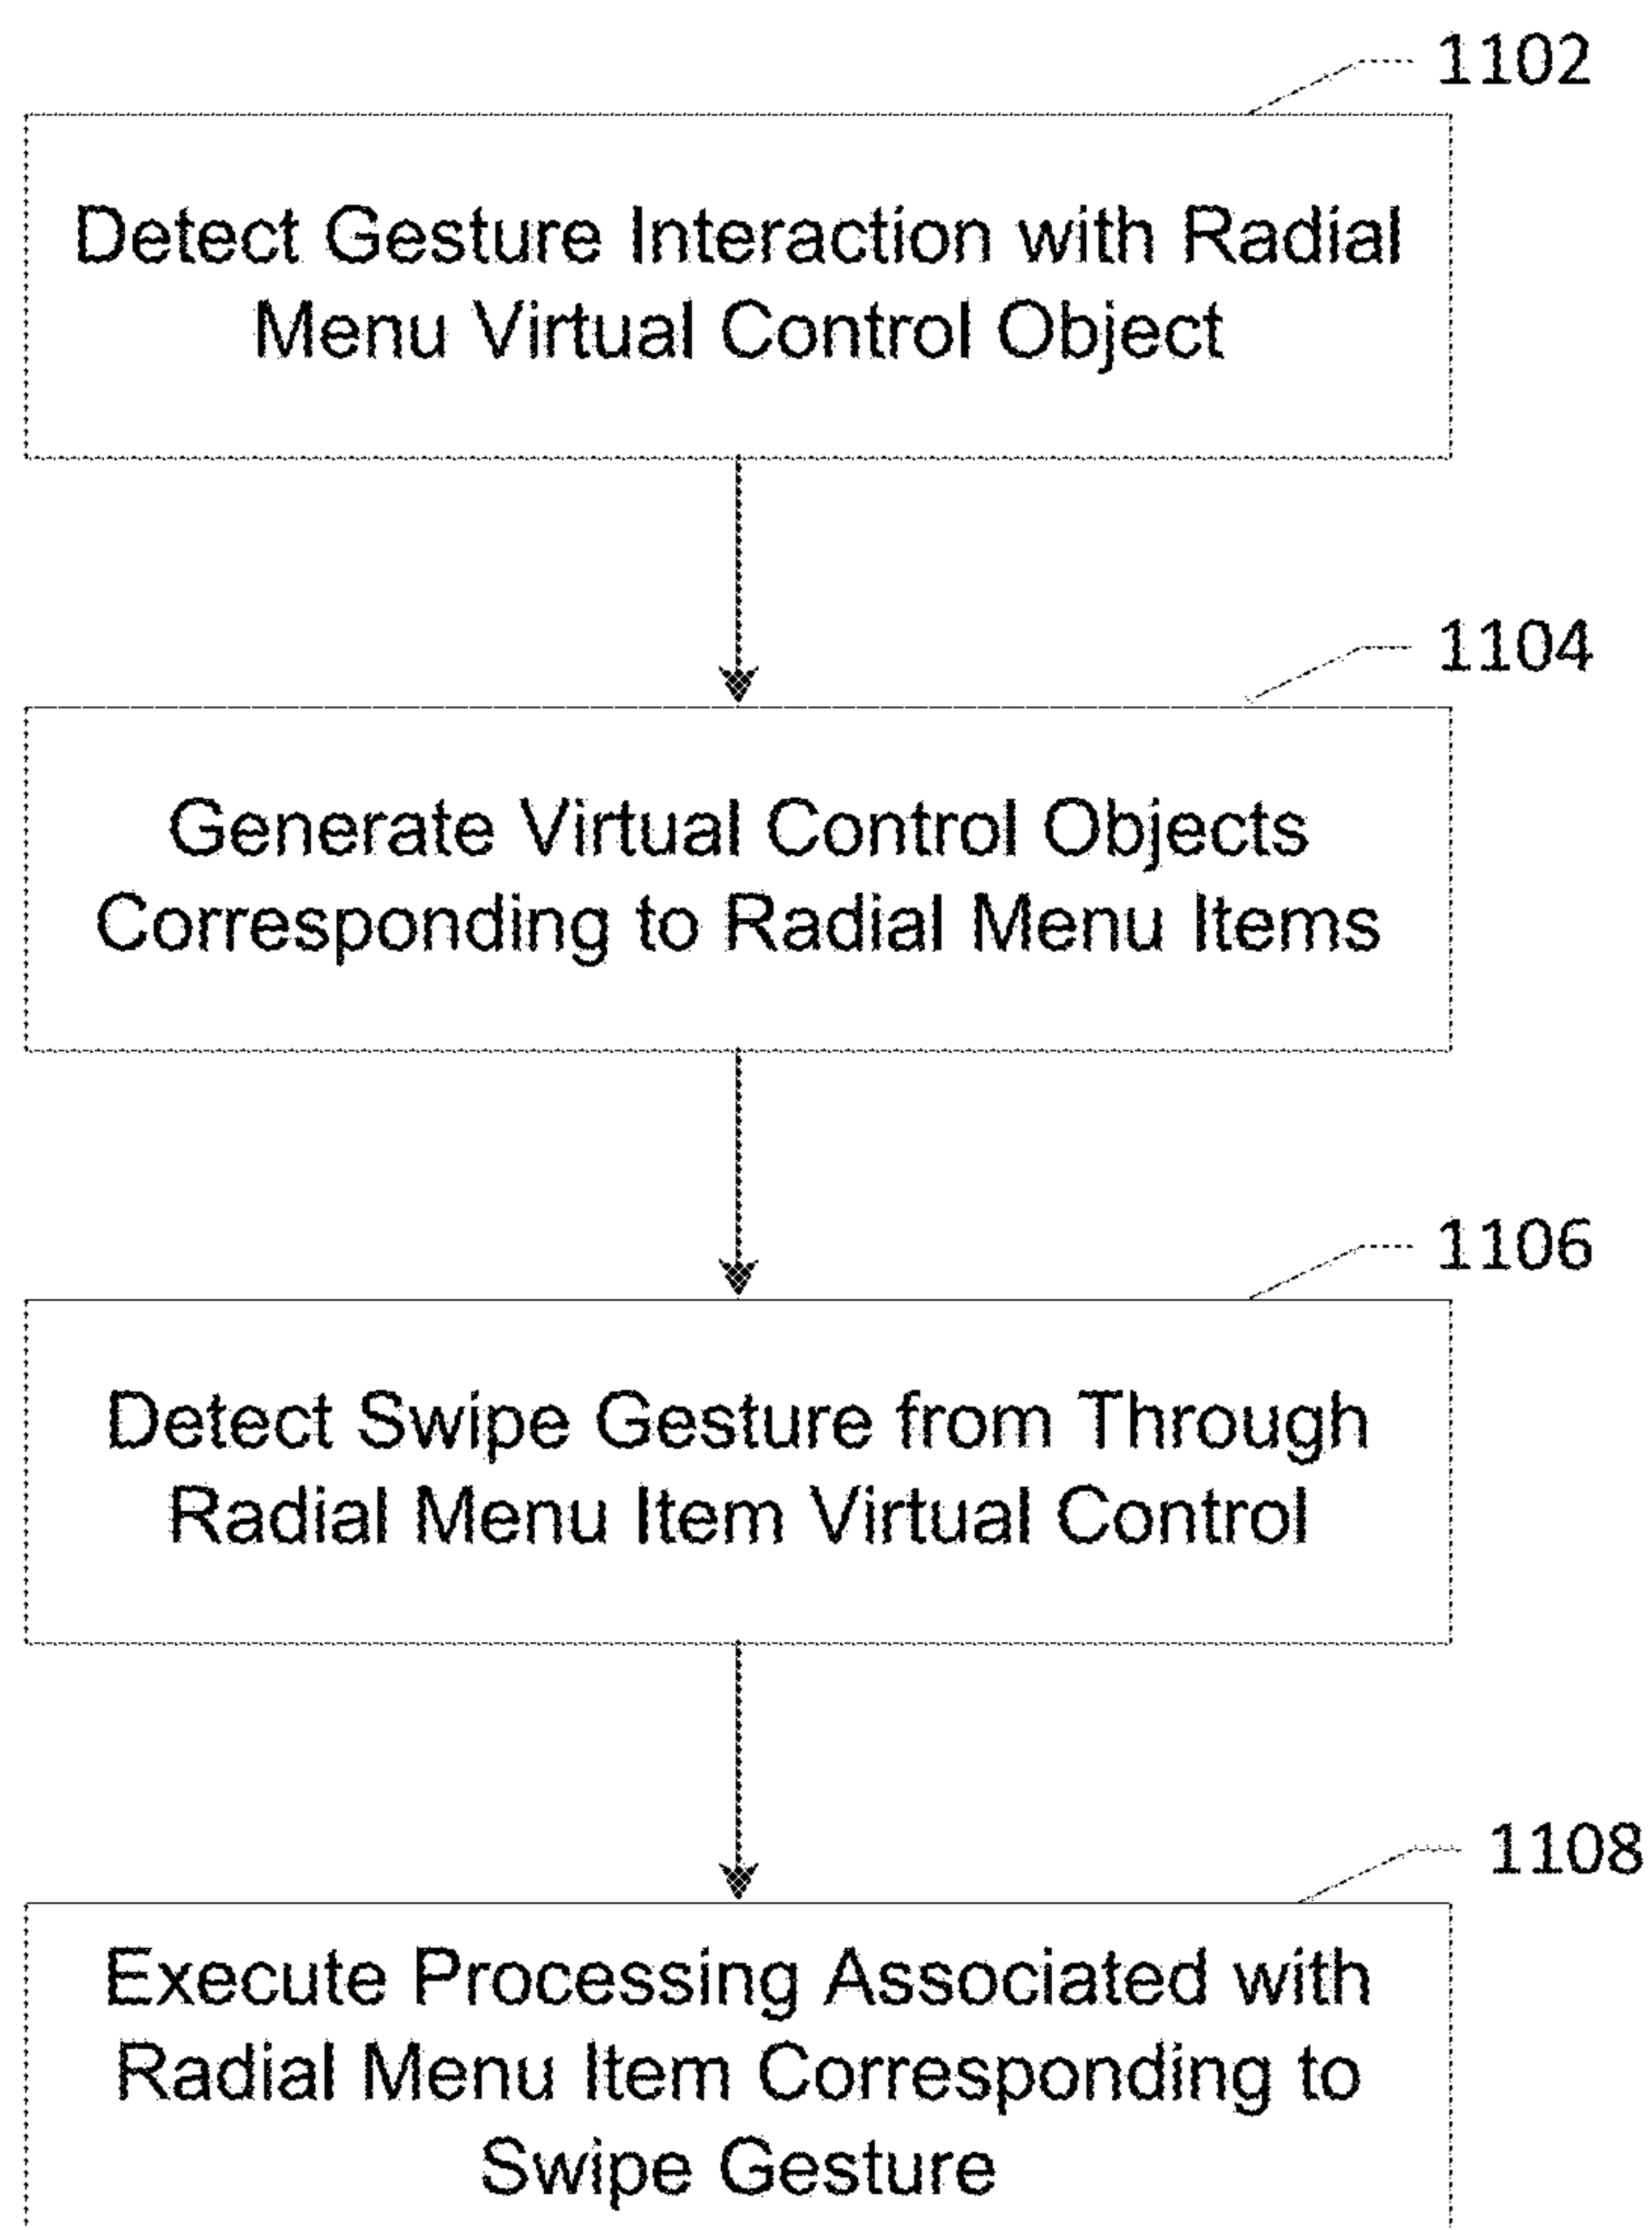 1102
Detect Gesture Interaction with Radial
Menu Virtual Control Object
1104
Generate Virtual Control Objects
Corresponding to Radial Menu Items
1106
Detect Swipe Gesture from Through
Radial Menu Item Virtual Control
1108
Execute Processing Associated with
Radial Menu Item Corresponding to
Swipe Gesture